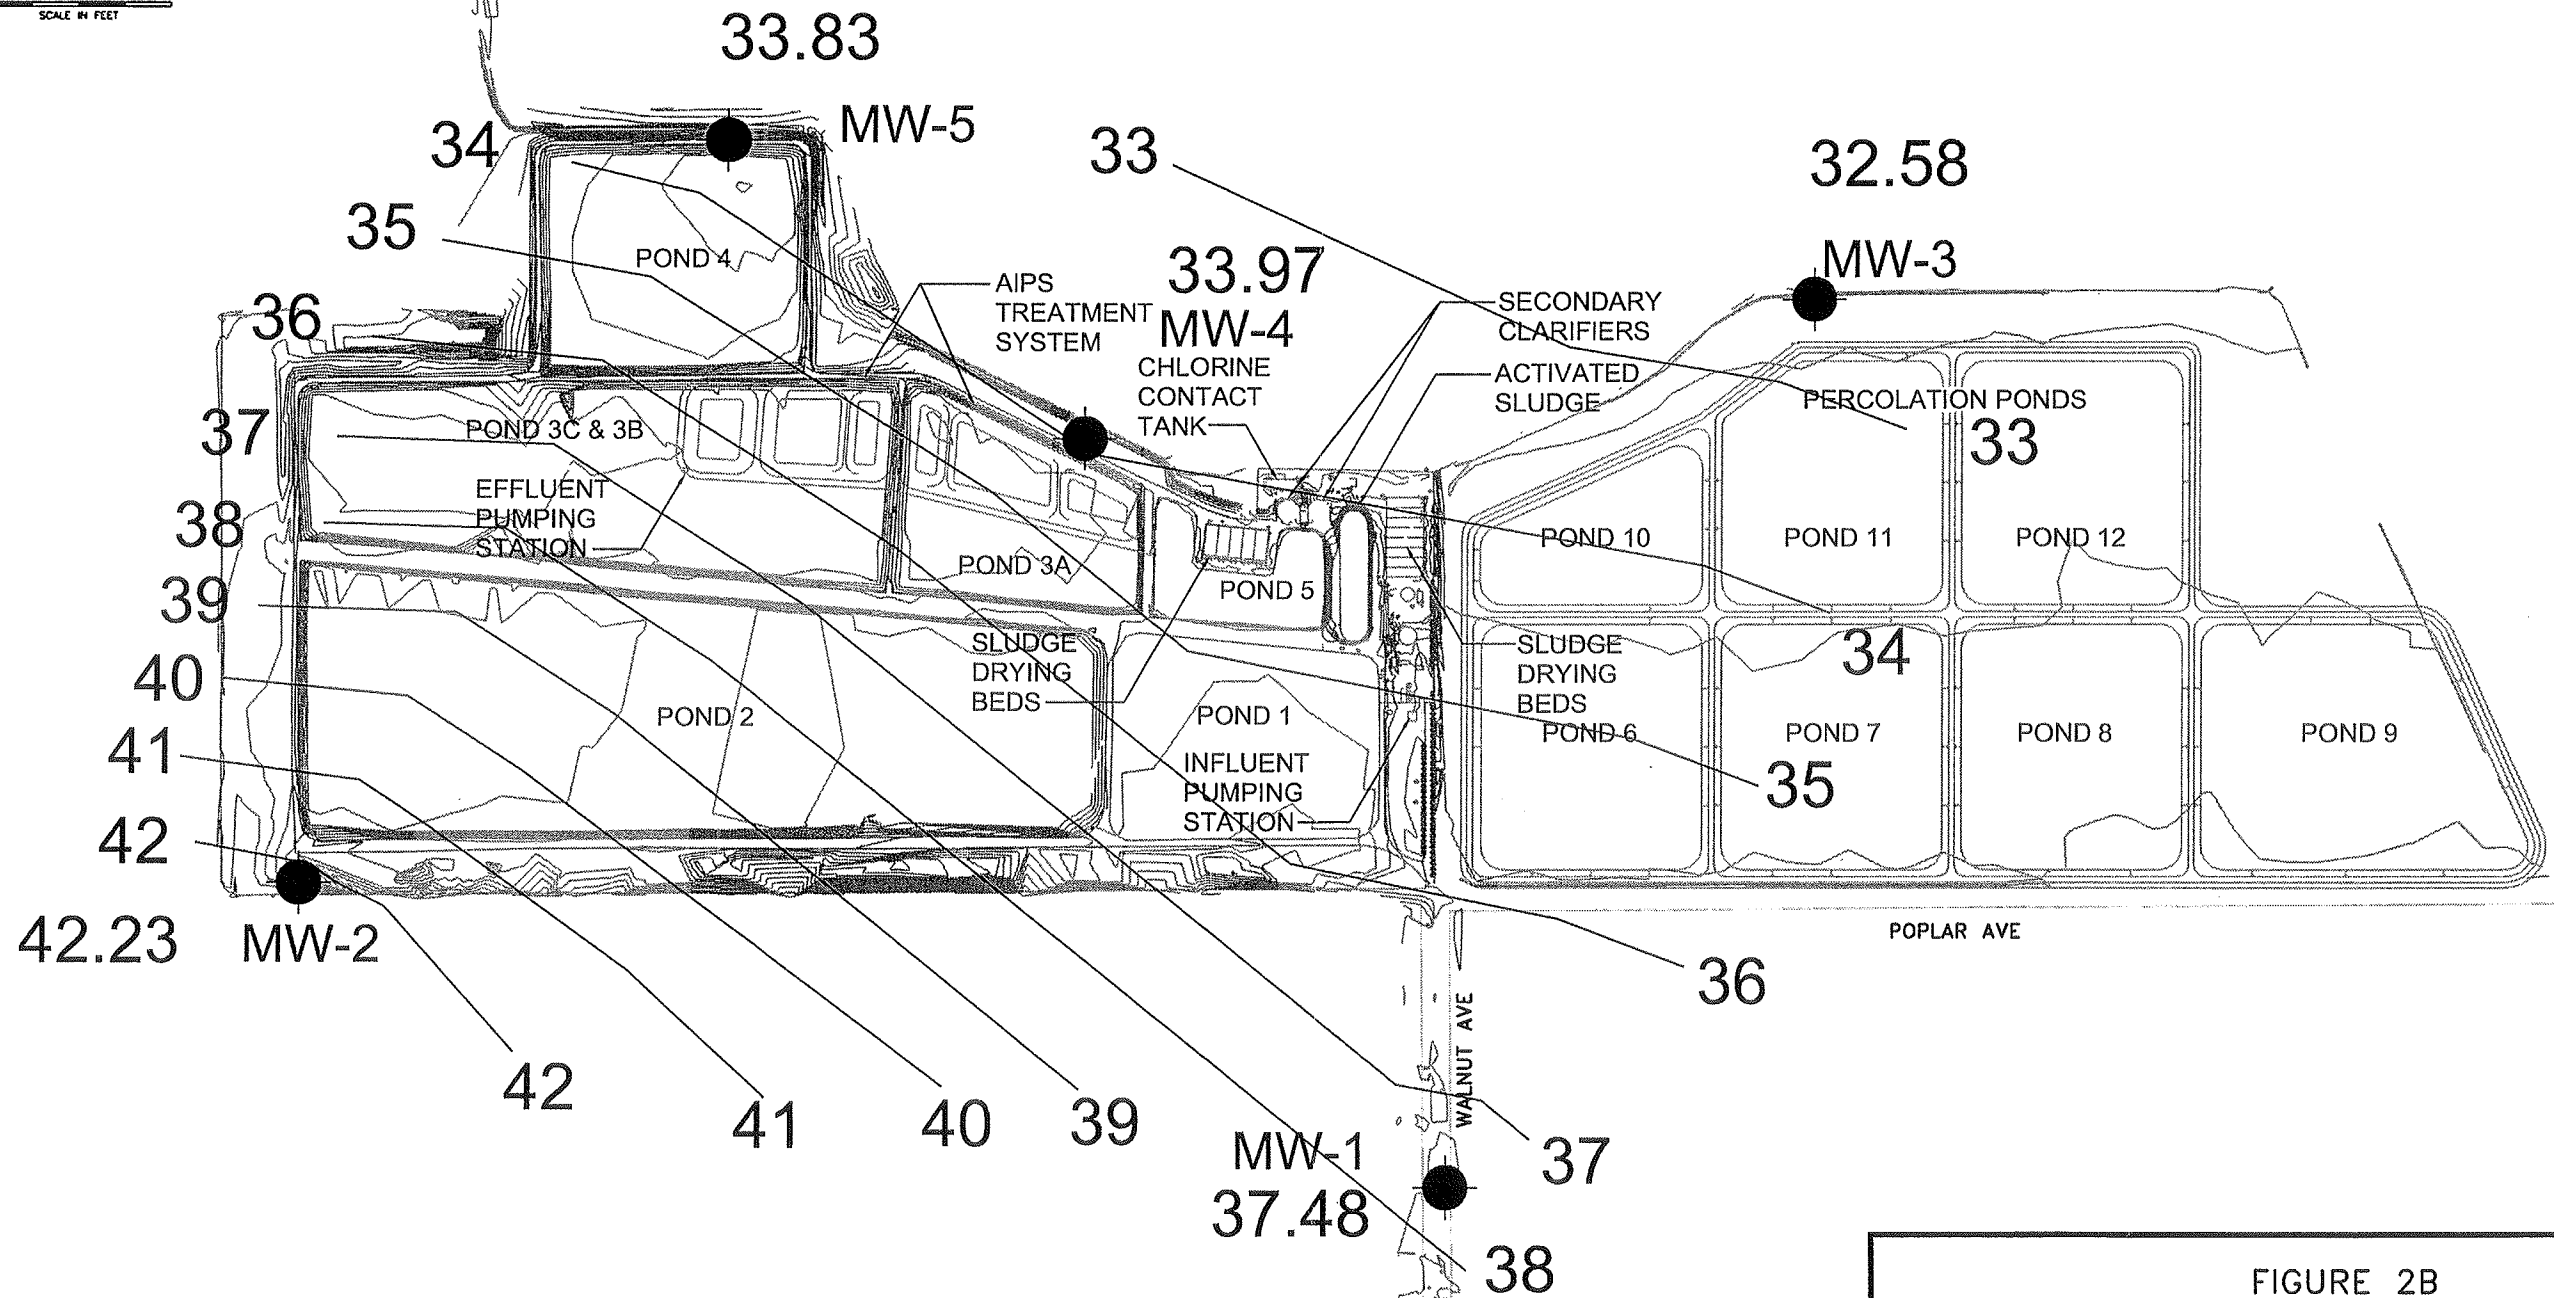 SCALE IN FEET
33.83
MW-5
34
33
32.58
35
MW-3
POND 4
33.97
MW-4
AIPS
TREATMENT
SYSTEM
36
SECONDARY
CLARIFIERS
CHLORINE
CONTACT
TANK
ACTIVATED
SLUDGE
PERCOLATION PONDS
33
37
POND 3C & 3B
EFFLUENT
PUMPING
STATION
38
POND 3A
POND 5
POND 10
POND 11
POND 12
39
SLUDGE
DRYING
BEDS
SLUDGE
DRYING
BEDS
34
40
POND 2
POND 1
POND 6
POND 7
POND 8
POND 9
41
INFLUENT
PUMPING
STATION
35
42
42.23
MW-2
POPLAR AVE
36
WALNUT AVE
42
41
40
39
MW-1
37.48
37
38
FIGURE 2B